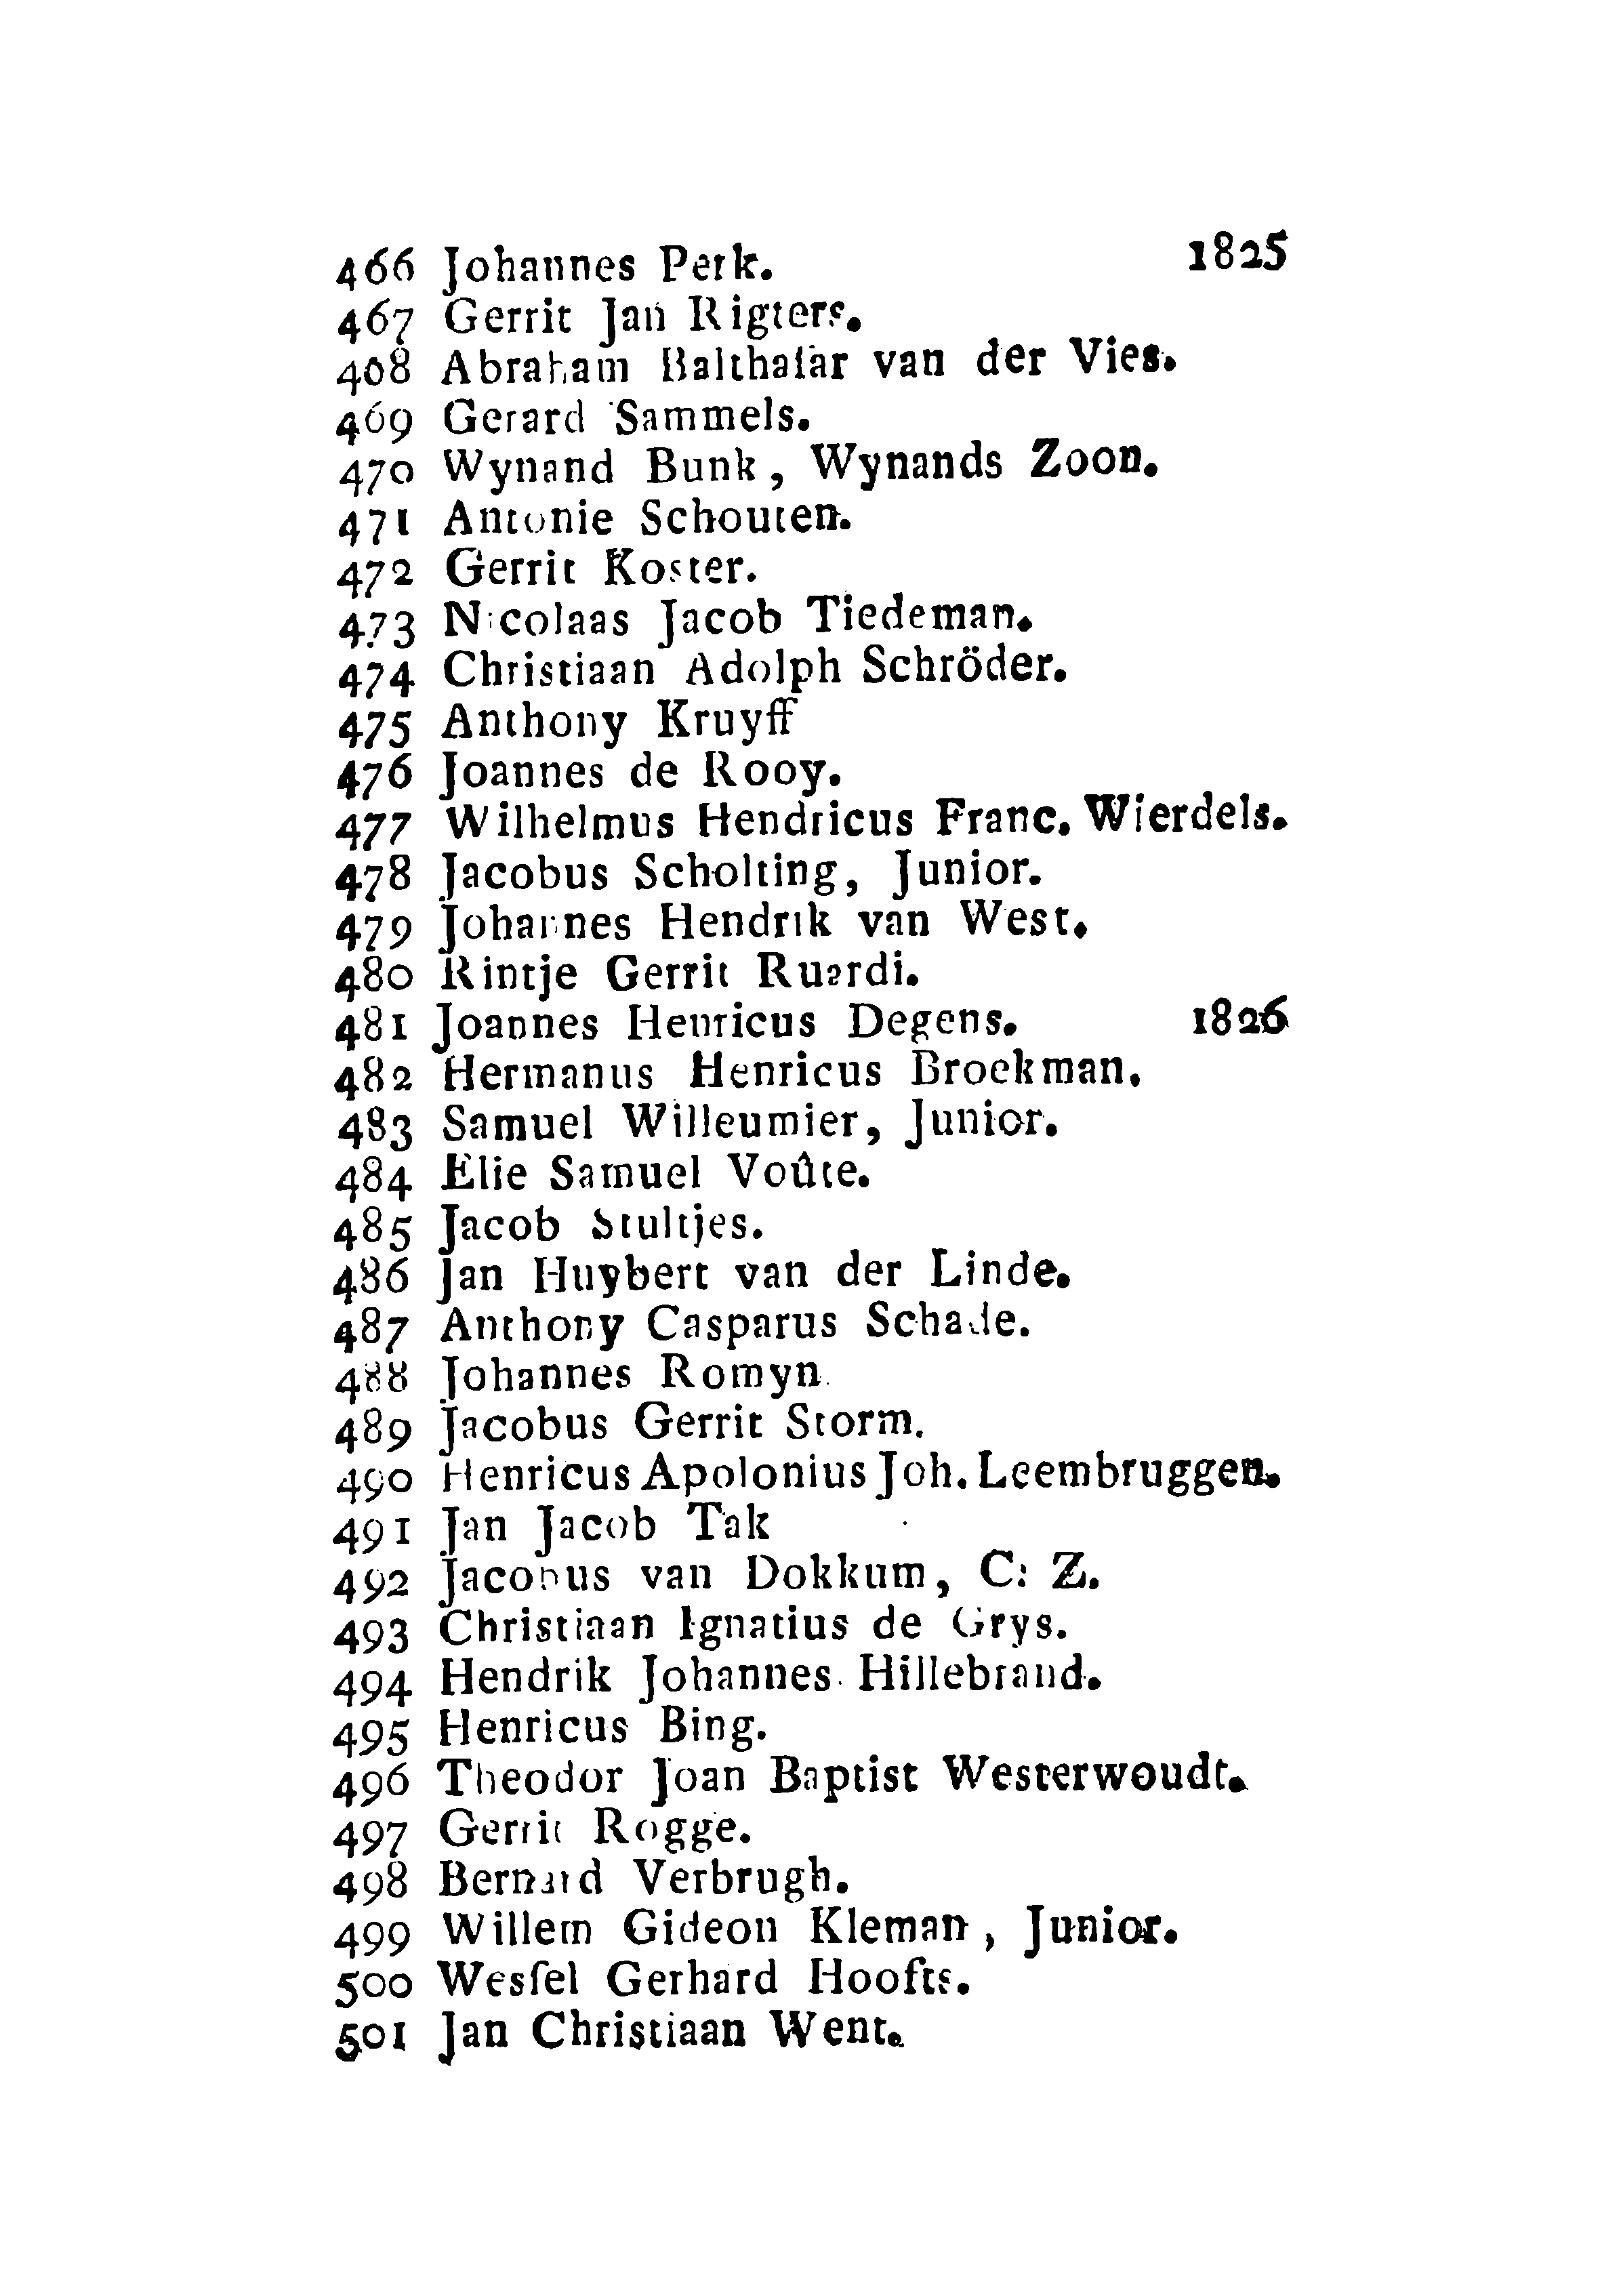 466 Johannes Perk. 1825
467 Gerrit Jan Rigters.
468 Abraham Balthaſar van der Vies.
469 Gerard Sammels.
470 Wynand Bunk, Wynands Zoon.
471 Antonie Schouten.
472 Gerrit Koster.
473 Nicolaas Jacob Tiedeman.
474 Christiaan Adolph Schröder.
475 Anthony Kruyff
476 Joannes de Rooy.
477 Wilhelmus Hendricus Franc. Wierdels.
478 Jacobus Scholting, Junior.
479 Johannes Hendrik van West.
480 Rintje Gerrit Ruardi.
481 Joannes Henricus Degens. 1826
482 Hermanus Henricus Broekman.
483 Samuel Willeumier, Junior.
484 Elie Samuel Voûte.
485 Jacob Stultjes.
486 Jan Huybert van der Linde.
487 Anthony Casparus Schade.
488 Johannes Romyn.
489 Jacobus Gerrit Storm.
490 Henricus Apolonius Joh. Leembruggen.
491 Jan Jacob Tak
492 Jacobus van Dokkum, C: Z.
493 Christiaan Ignatius de Grys.
494 Hendrik Johannes Hillebrand.
495 Henricus Bing.
496 Theodor Joan Baptist Westerwoudt.
497 Gerrit Rogge.
498 Bernard Verbrugh.
499 Willem Gideon Kleman, Junior.
500 Wesſel Gerhard Hoofts.
501 Jan Christiaan Went.